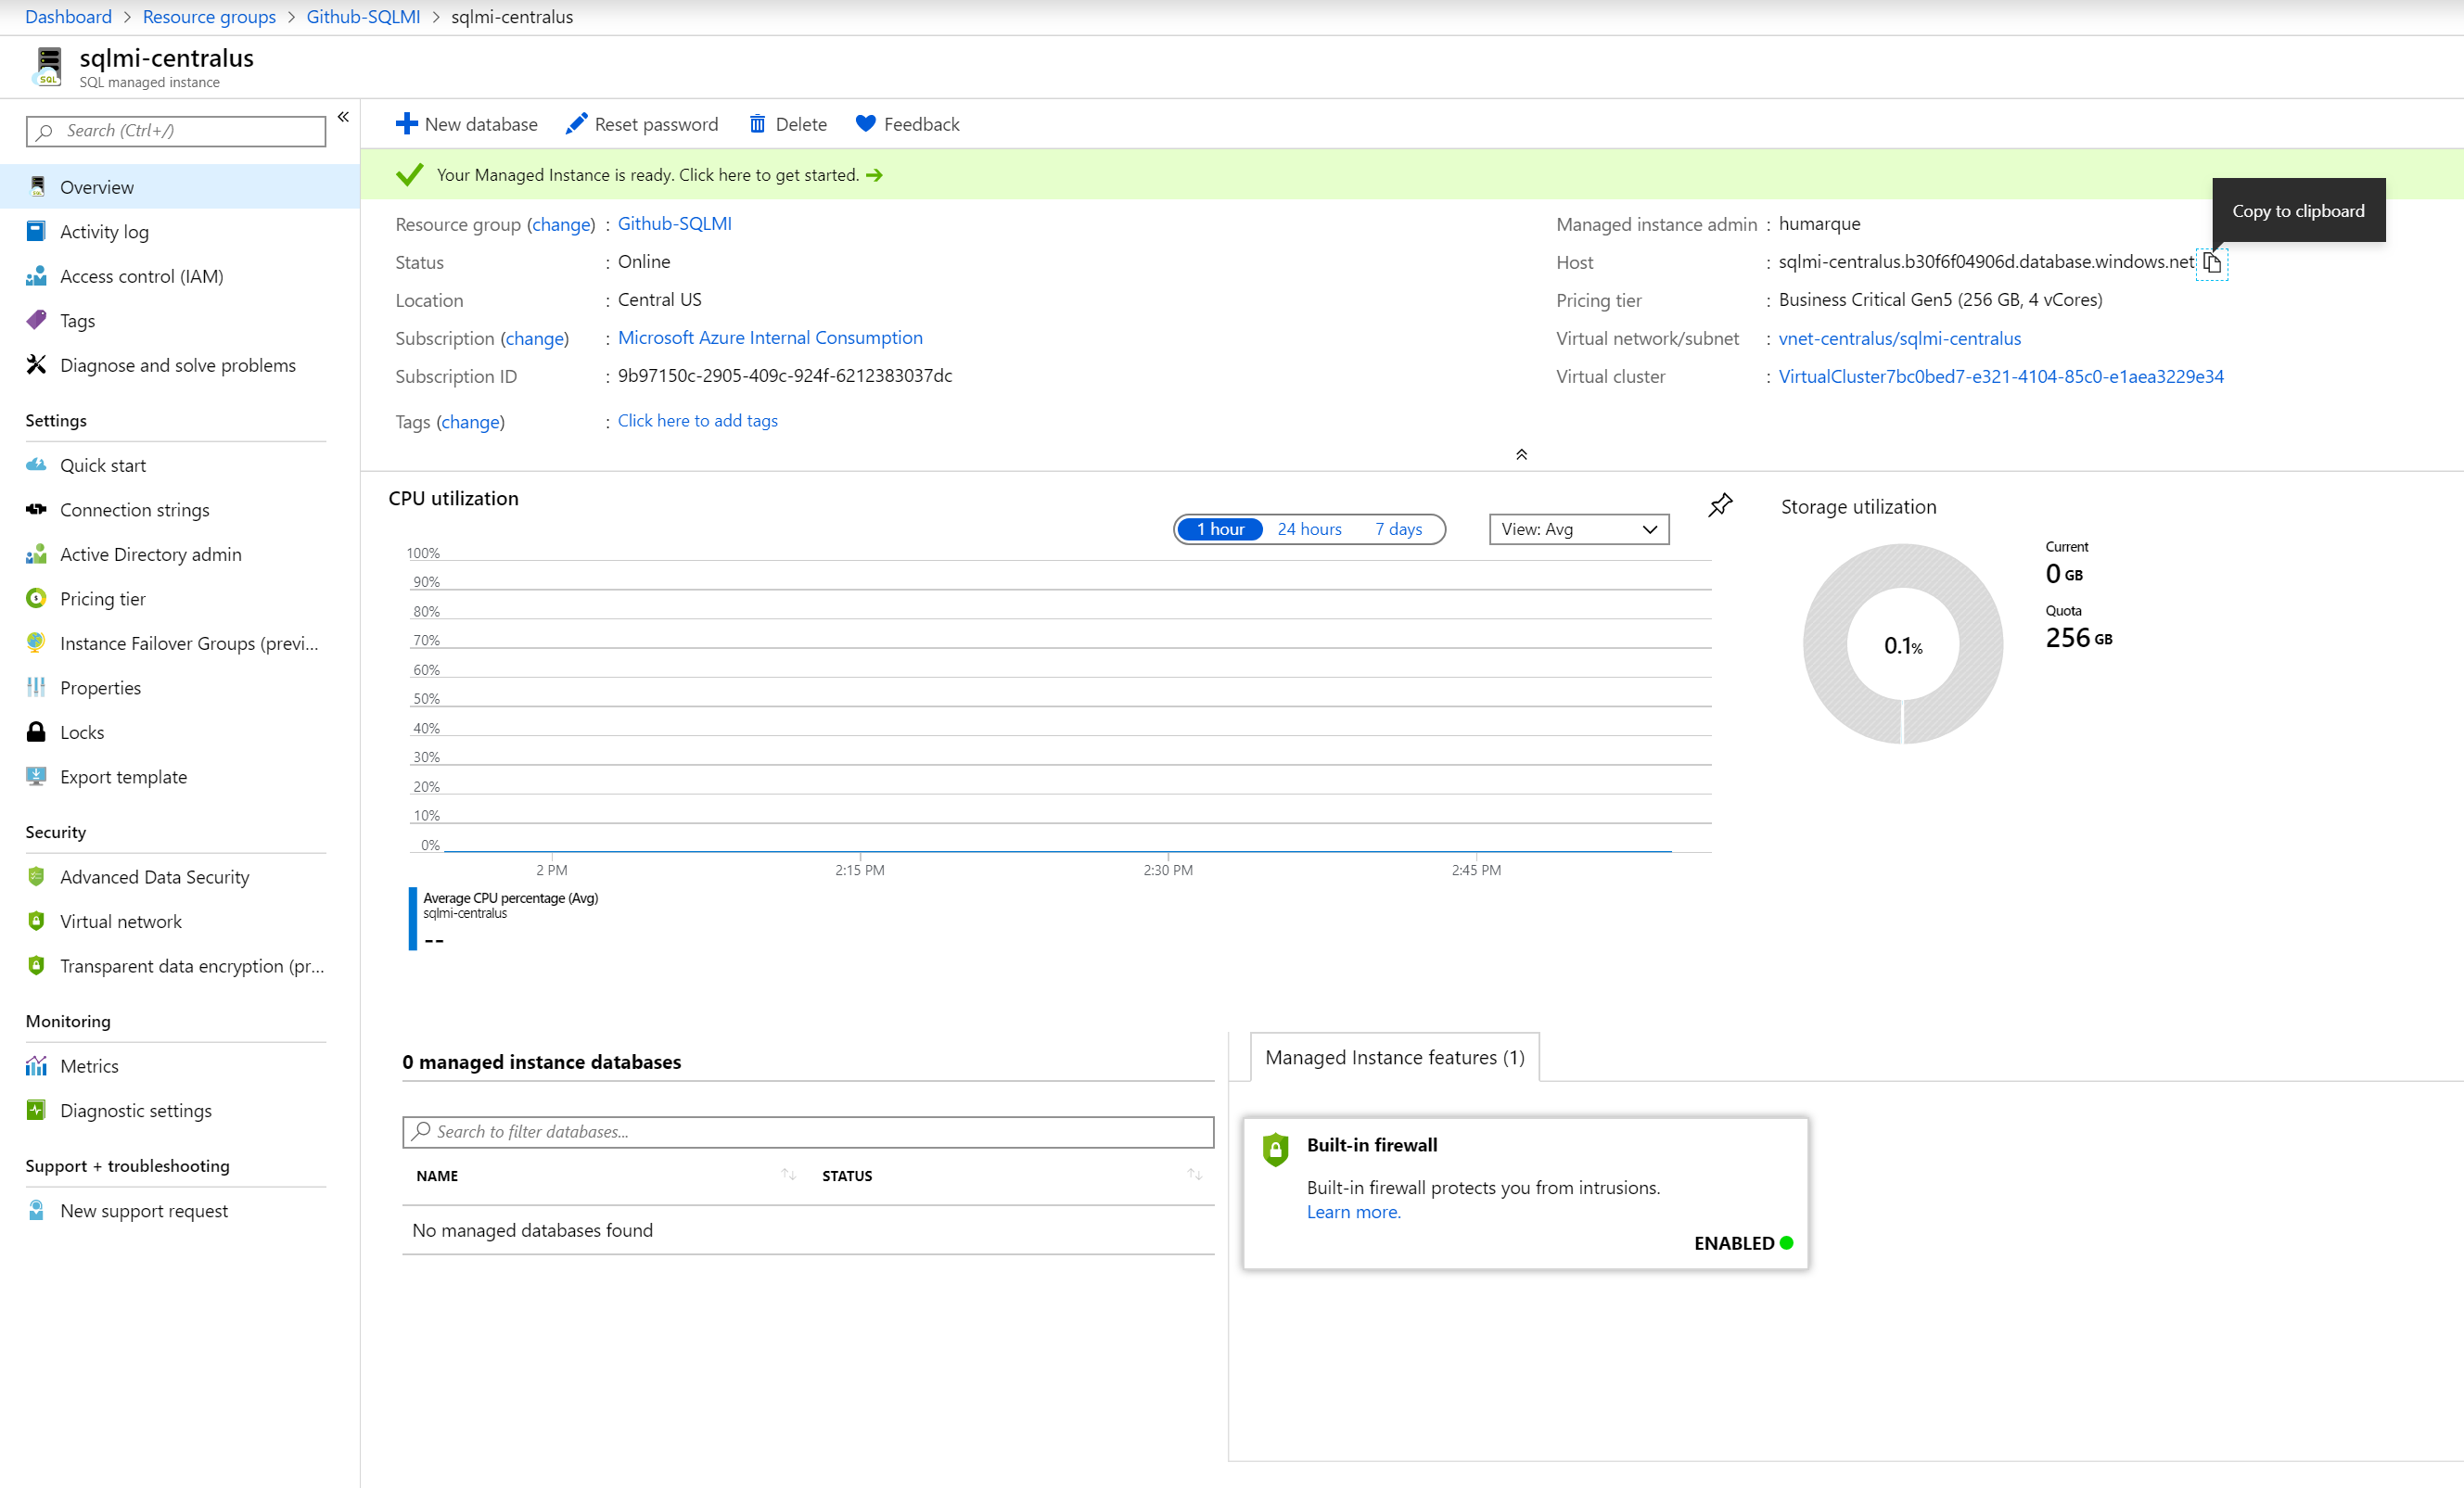 Dashboard > Resource groups > Github-SQLMI > sqlmi-centralus
sqlmi-centralus
SQL managed instance
Search (Ctrl+/)
«
Overview
Activity log
Access control (IAM)
Tags
Diagnose and solve problems
Settings
Quick start
Connection strings
Active Directory admin
Pricing tier
Instance Failover Groups (previ...
Properties
Locks
Export template
Security
Advanced Data Security
Virtual network
Transparent data encryption (pr...
Monitoring
Metrics
Diagnostic settings
Support + troubleshooting
New support request
New database Reset password Delete Feedback
Your Managed Instance is ready. Click here to get started. →
Resource group (change) : Github-SQLMI
Status : Online
Location : Central US
Subscription (change) : Microsoft Azure Internal Consumption
Subscription ID : 9b97150c-2905-409c-924f-6212383037dc
Tags (change) : Click here to add tags
Managed instance admin : humarque
Copy to clipboard
Host : sqlmi-centralus.b30f6f04906d.database.windows.net
Pricing tier : Business Critical Gen5 (256 GB, 4 vCores)
Virtual network/subnet : vnet-centralus/sqlmi-centralus
Virtual cluster : VirtualCluster7bc0bed7-e321-4104-85c0-e1aea3229e34
CPU utilization
1 hour 24 hours 7 days
View: Avg
100%
90%
80%
70%
60%
50%
40%
30%
20%
10%
0%
2 PM 2:15 PM 2:30 PM 2:45 PM
Average CPU percentage (Avg)
sqlmi-centralus
--
Storage utilization
0.1%
Current
0 GB
Quota
256 GB
0 managed instance databases
Search to filter databases...
NAME STATUS
No managed databases found
Managed Instance features (1)
Built-in firewall
Built-in firewall protects you from intrusions.
Learn more.
ENABLED